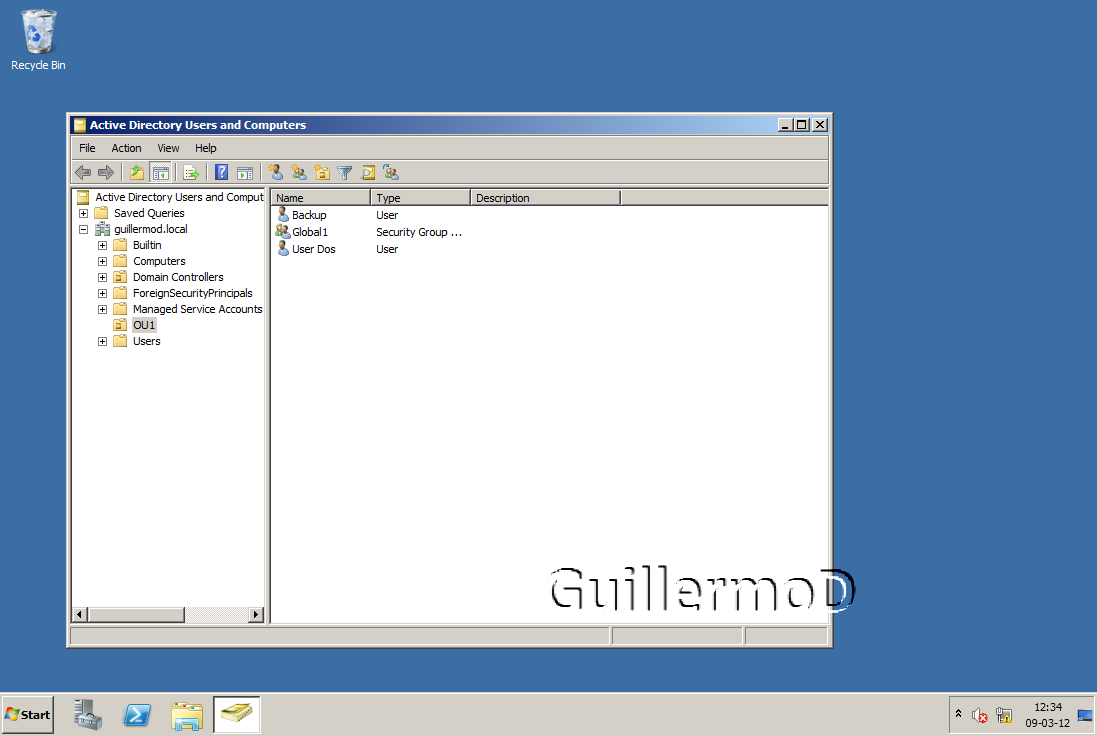 Recycle Bin
Active Directory Users and Computers
File Action View Help
Active Directory Users and Comput
Saved Queries
guillermod.local
Builtin
Computers
Domain Controllers
ForeignSecurityPrincipals
Managed Service Accounts
OU1
Users
Name Type Description
Backup User
Global1 Security Group ...
User Dos User
GuillermoD
Start
12:34
09-03-12